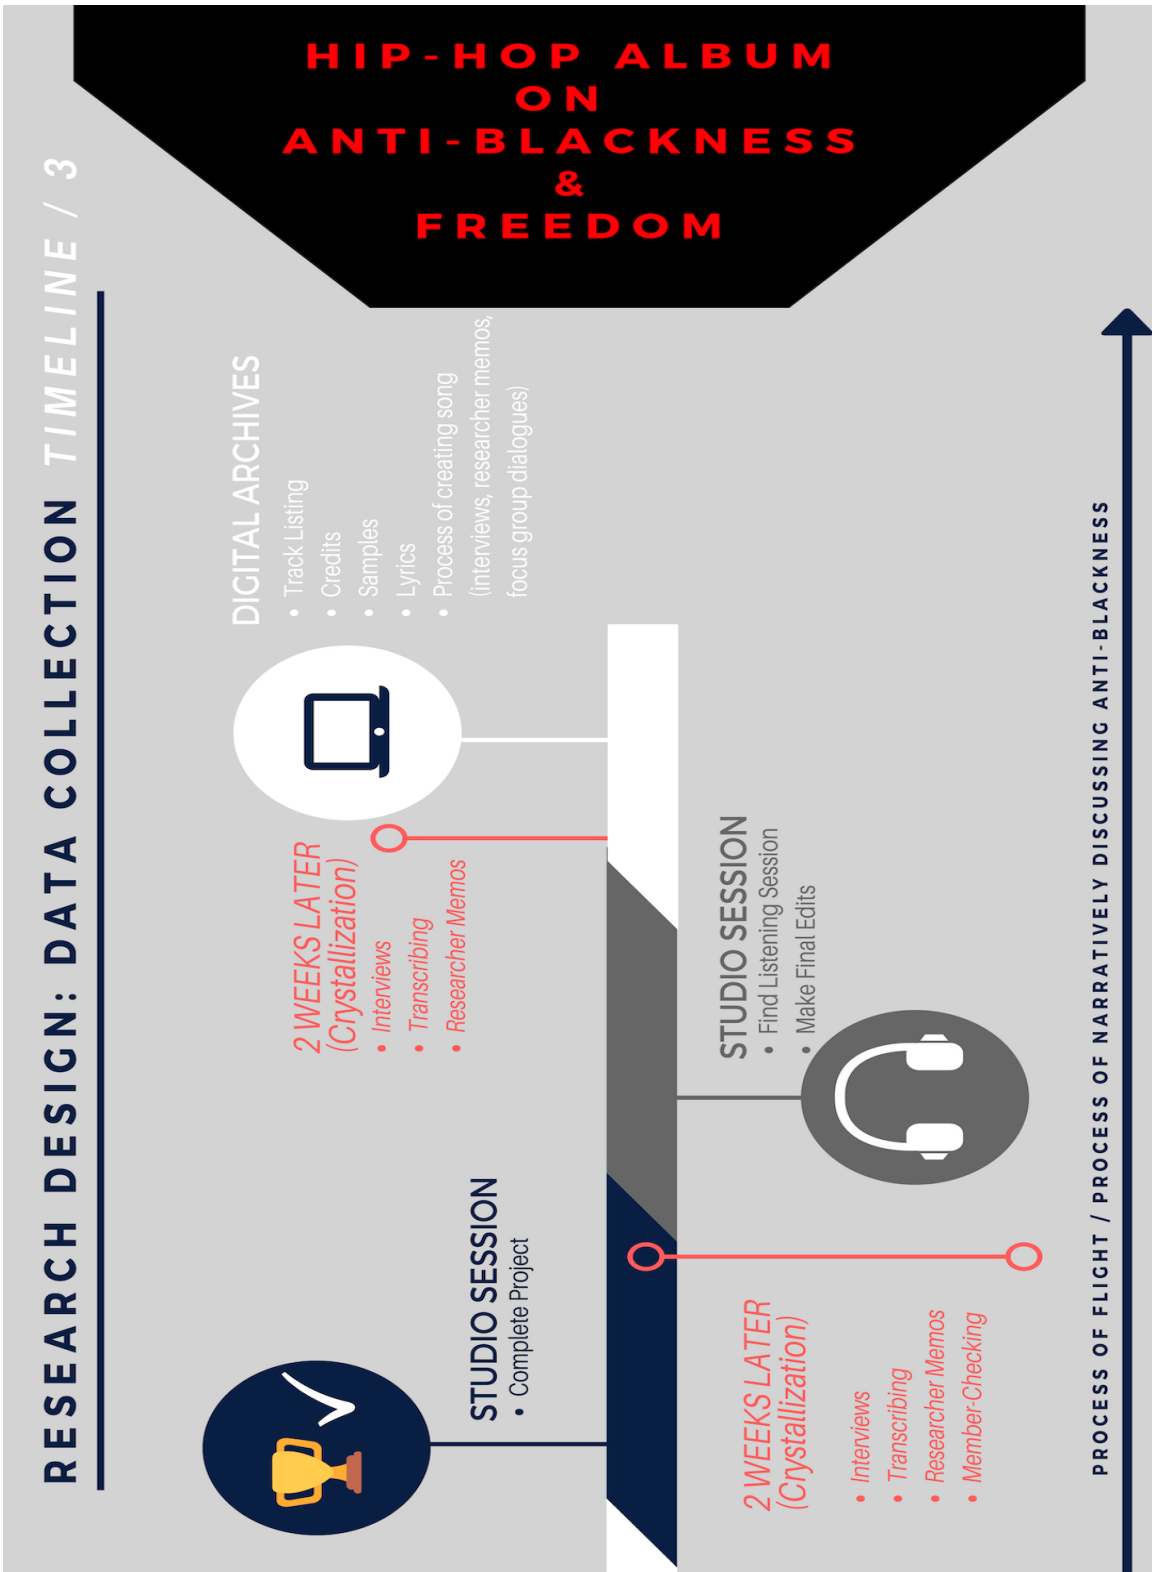 RESEARCH DESIGN: DATA COLLECTION TIMELINE / 3
HIP-HOP ALBUM
ON
ANTI-BLACKNESS
&
FREEDOM
STUDIO SESSION
• Complete Project
2 WEEKS LATER
(Crystallization)
• Interviews
• Transcribing
• Researcher Memos
• Member-Checking
STUDIO SESSION
• Find Listening Session
• Make Final Edits
2 WEEKS LATER
(Crystallization)
• Interviews
• Transcribing
• Researcher Memos
DIGITAL ARCHIVES
• Track Listing
• Credits
• Samples
• Lyrics
• Process of creating song
(interviews, researcher memos,
focus group dialogues)
PROCESS OF FLIGHT / PROCESS OF NARRATIVELY DISCUSSING ANTI-BLACKNESS